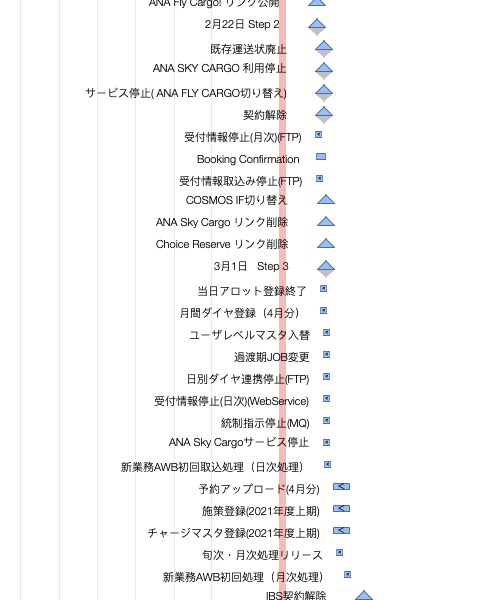 ANA Fly Cargo! リンク公開
2月22日 Step 2
既存運送状廃止
ANA SKY CARGO 利用停止
サービス停止( ANA FLY CARGO切り替え)
契約解除
受付情報停止(月次)(FTP)
Booking Confirmation
受付情報取込み停止(FTP)
COSMOS IF切り替え
ANA Sky Cargo リンク削除
Choice Reserve リンク削除
3月1日 Step 3
当日アロット登録終了
月間ダイヤ登録（4月分）
ユーザレベルマスタ入替
過渡期JOB変更
日別ダイヤ連携停止(FTP)
受付情報停止(日次)(WebService)
統制指示停止(MQ)
ANA Sky Cargoサービス停止
新業務AWB初回取込処理（日次処理）
予約アップロード(4月分)
施策登録(2021年度上期)
チャージマスタ登録(2021年度上期)
旬次・月次処理リリース
新業務AWB初回処理（月次処理）
IBS契約解除